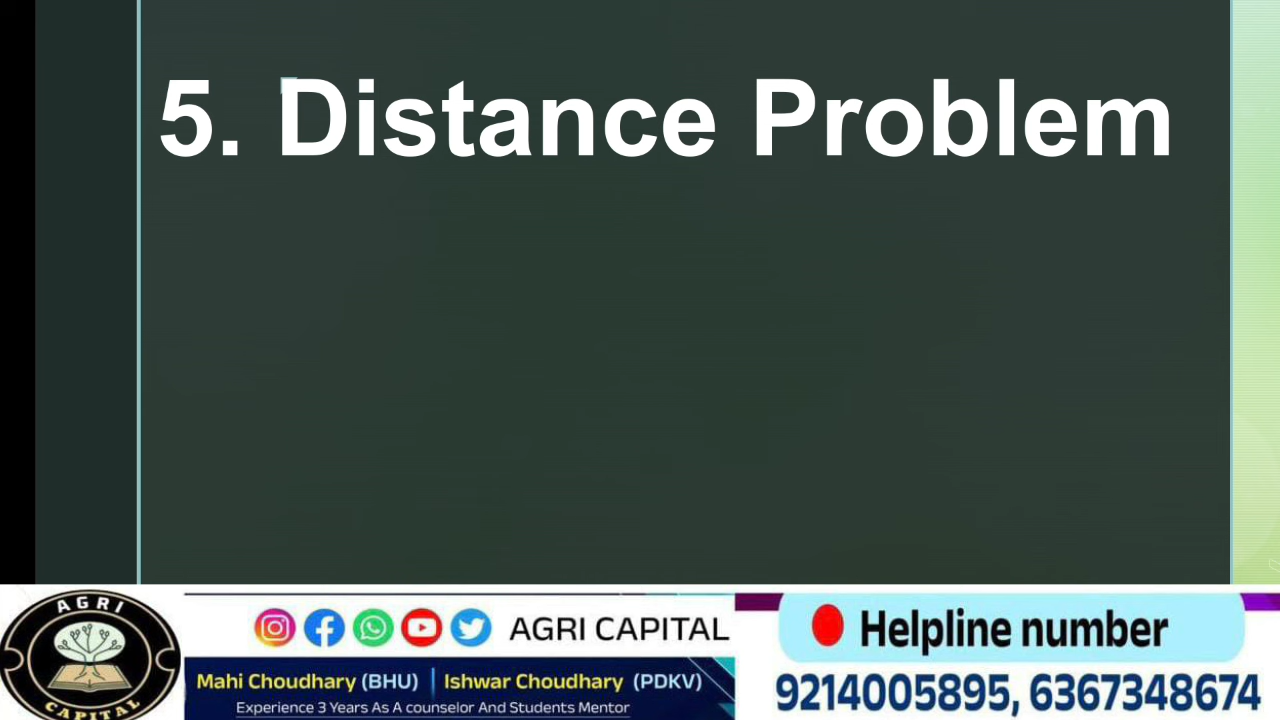 5. Distance Problem
AGRI
CAPITAL
AGRI CAPITAL
Mahi Choudhary (BHU) | Ishwar Choudhary (PDKV)
Experience 3 Years As A counselor And Students Mentor
Helpline number
9214005895, 6367348674